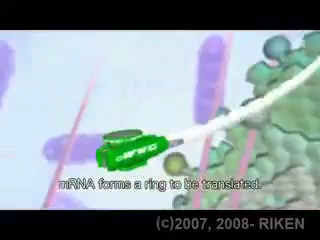 mRNA forms a ring to be translated.
(c)2007, 2008- RIKEN